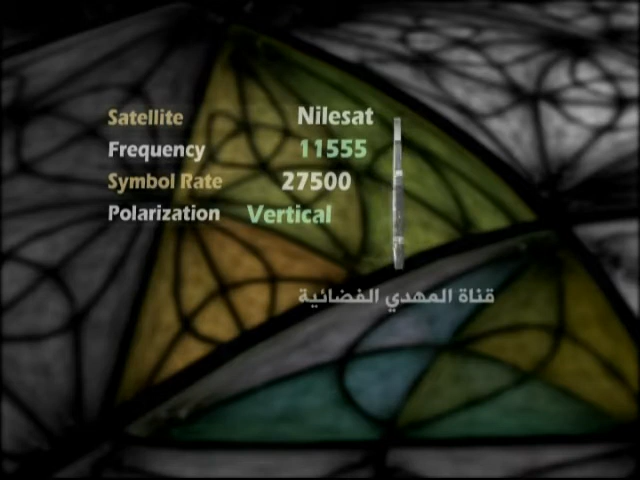 Satellite Nilesat
Frequency 11555
Symbol Rate 27500
Polarization Vertical
قناة المهدي الفضائية